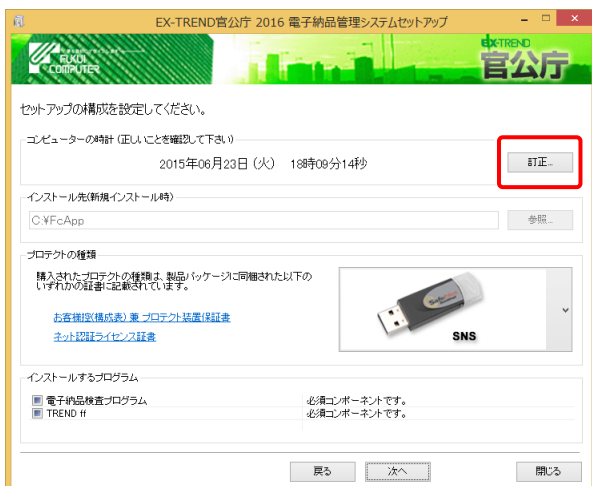 EX-TREND官公庁 2016 電子納品管理システムセットアップ
FUKUI
COMPUTER
EX-TREND
官公庁
セットアップの構成を設定してください。
コンピューターの時計 (正しいことを確認して下さい)
2015年06月23日 (火) 18時09分14秒
訂正...
インストール先(新規インストール時)
C:¥FcApp
参照...
プロテクトの種類
購入されたプロテクトの種類は、製品パッケージに同梱された以下の
いずれかの証書に記載されています。
お客様控(構成表) 兼 プロテクト装置保証書
ネット認証ライセンス証書
SNS
インストールするプログラム
電子納品検査プログラム 必須コンポーネントです。
TREND ff 必須コンポーネントです。
戻る 次へ 閉じる